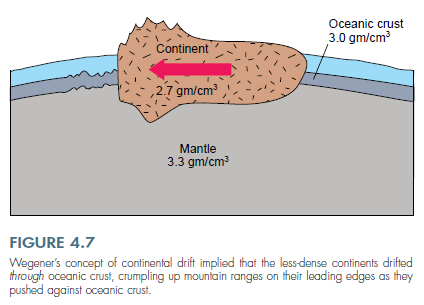 Oceanic crust
3.0 gm/cm³
Continent
2.7 gm/cm³
Mantle
3.3 gm/cm³
FIGURE 4.7
Wegener's concept of continental drift implied that the less-dense continents drifted
through oceanic crust, crumpling up mountain ranges on their leading edges as they
pushed against oceanic crust.